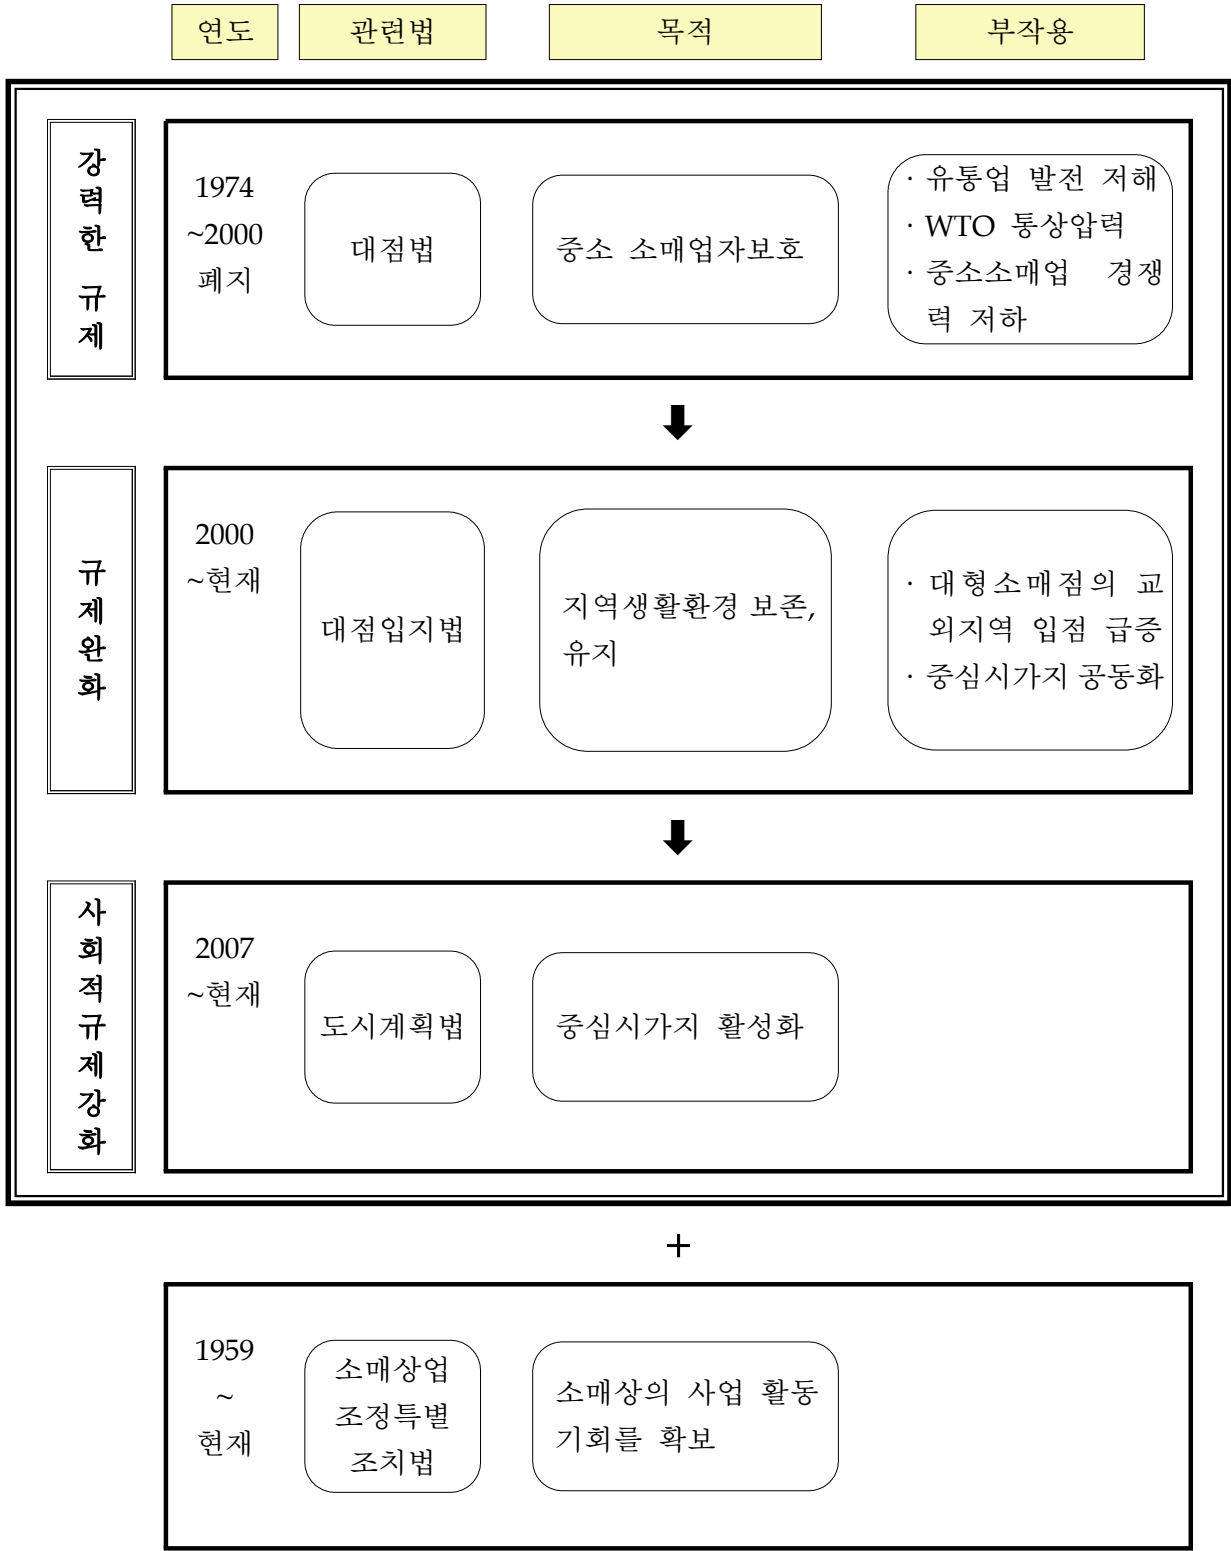 연도
관련법
목적
부작용
강력한 규제
1974
~2000
폐지
대점법
중소 소매업자보호
· 유통업 발전 저해
· WTO 통상압력
· 중소소매업 경쟁
력 저하
규제완화
2000
~현재
대점입지법
지역생활환경 보존,
유지
· 대형소매점의 교
외지역 입점 급증
· 중심시가지 공동화
사회적규제강화
2007
~현재
도시계획법
중심시가지 활성화
+
1959
~
현재
소매상업
조정특별
조치법
소매상의 사업 활동
기회를 확보